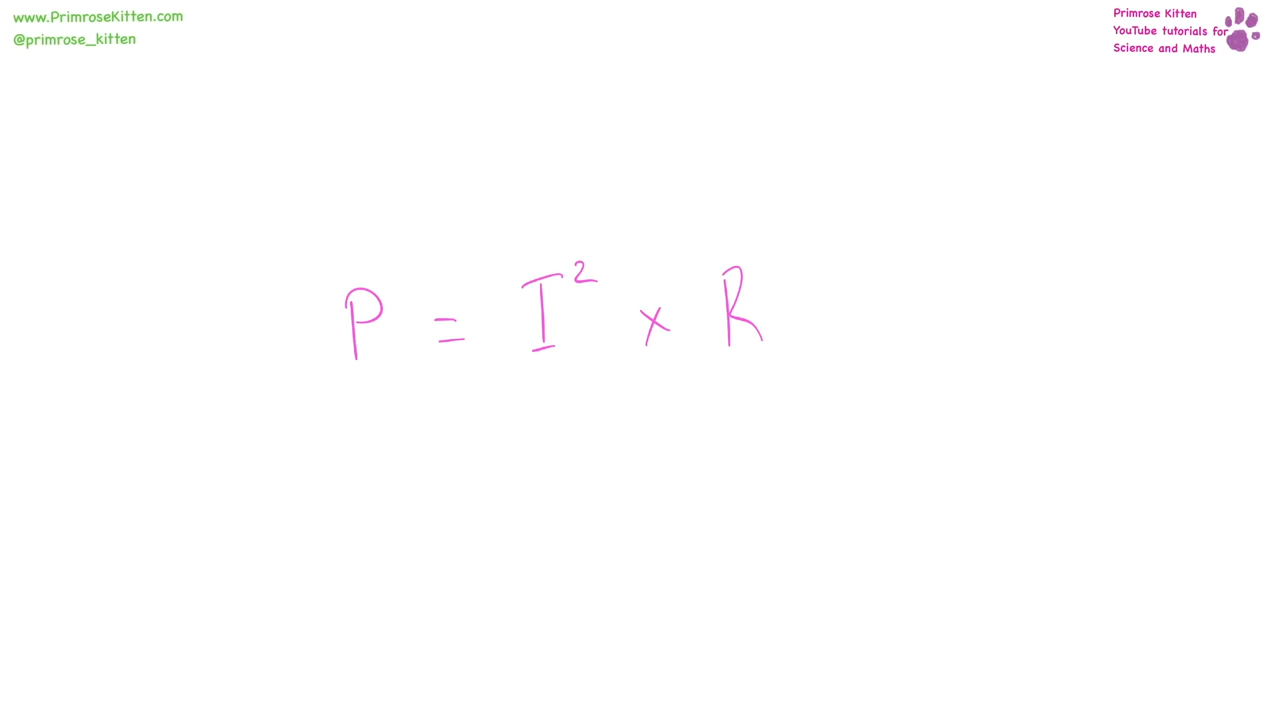 www.PrimroseKitten.com
@primrose_kitten
Primrose Kitten
YouTube tutorials for
Science and Maths
P = I² × R